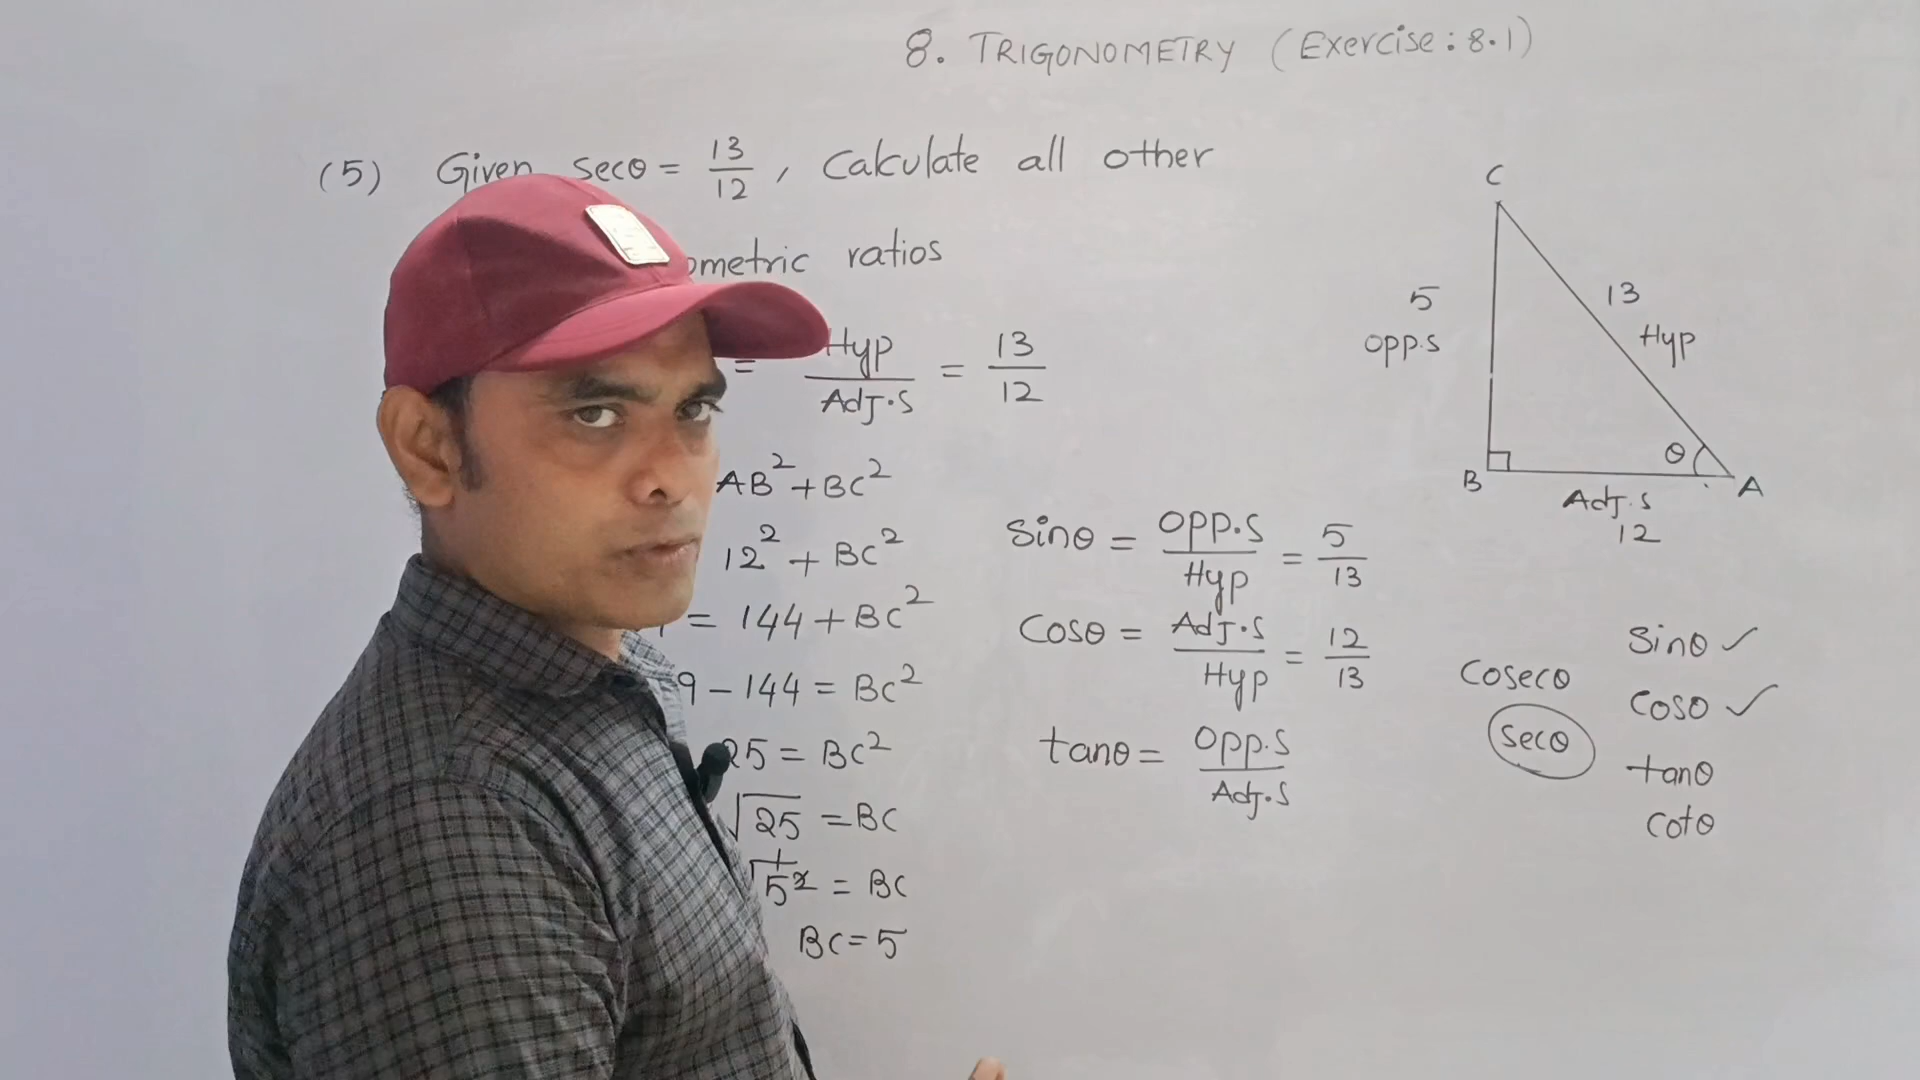 8. TRIGONOMETRY (Exercise: 8.1)
(5) Given secθ = 13/12, Calculate all other
ometric ratios
= Hyp/Adj.S = 13/12
AB² + BC²
12² + BC²
= 144 + BC²
9 - 144 = BC²
25 = BC²
√25 = BC
√5² = BC
BC = 5
Sinθ = Opp.S/Hyp = 5/13
Cosθ = Adj.S/Hyp = 12/13
tanθ = Opp.S/Adj.S
C
5
Opp.S
13
Hyp
B
θ
A
Adj.S
12
Cosecθ
Secθ
Sinθ ✓
Cosθ ✓
tanθ
Cotθ